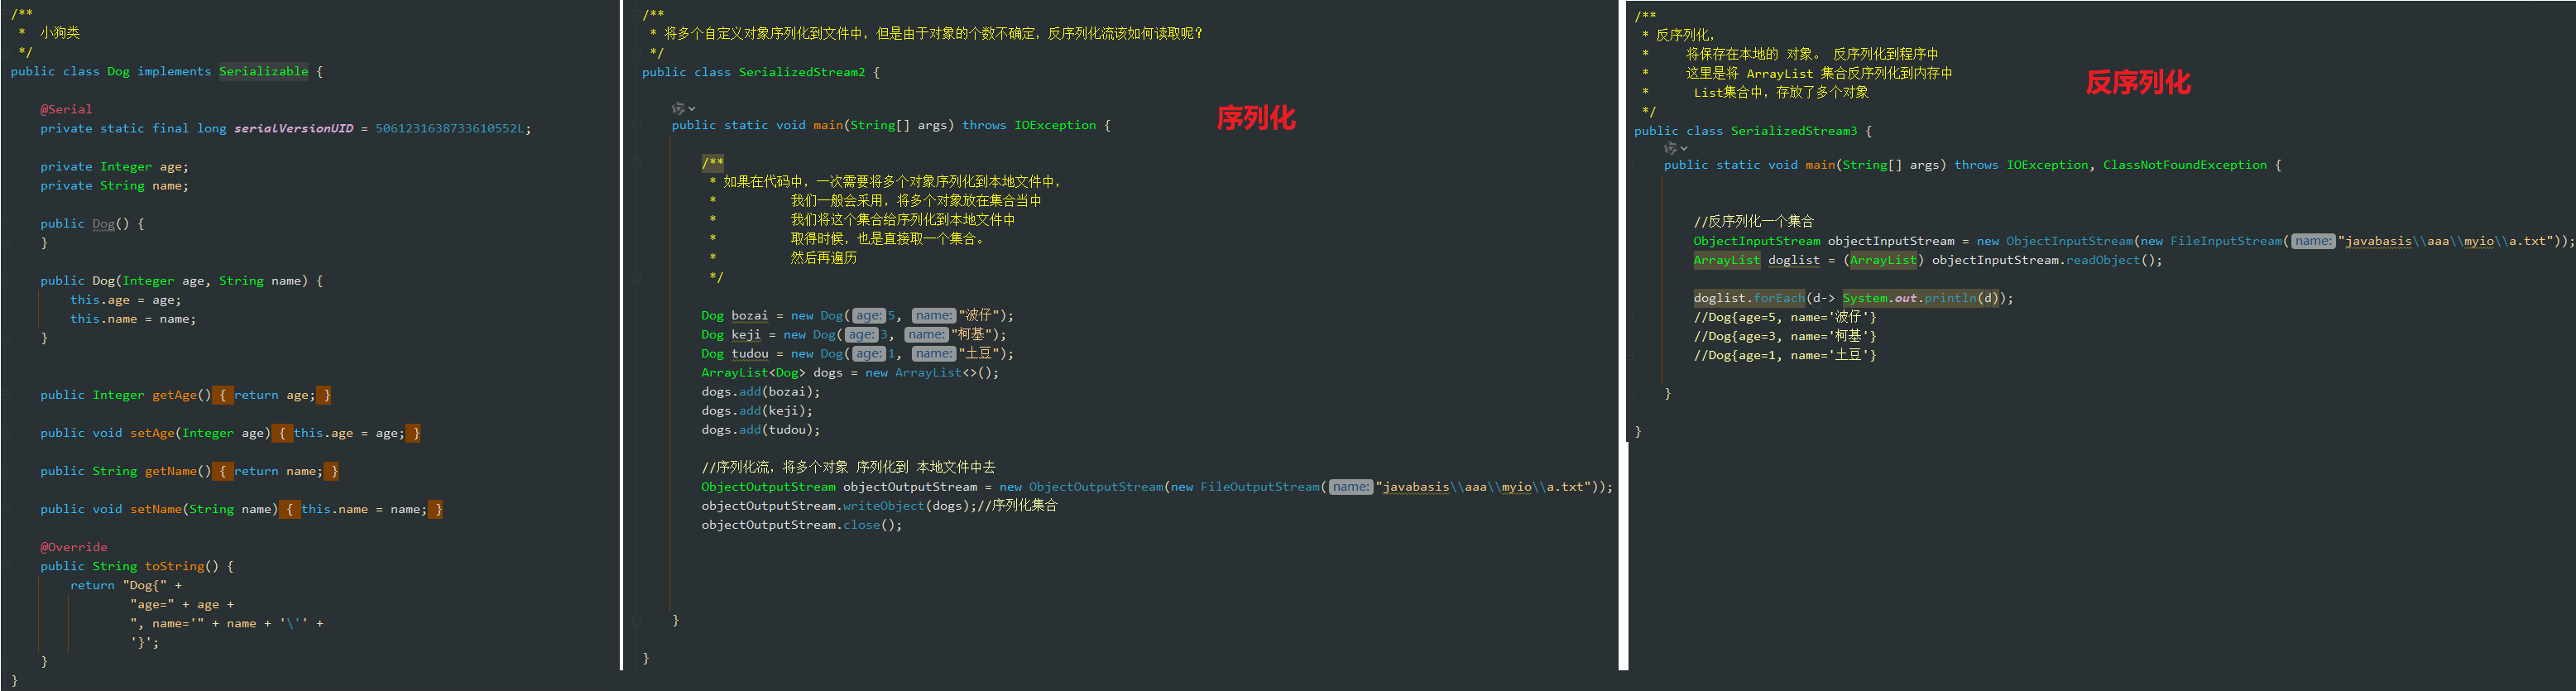 /**
 *  小狗类
 */
public class Dog implements Serializable {
@Serial
private static final long serialVersionUID = 5061231638733610552L;
private Integer age;
private String name;
public Dog() {
}
public Dog(Integer age, String name) {
this.age = age;
this.name = name;
}
public Integer getAge() { return age; }
public void setAge(Integer age) { this.age = age; }
public String getName() { return name; }
public void setName(String name) { this.name = name; }
@Override
public String toString() {
return "Dog{" +
"age=" + age +
", name='" + name + '\'' +
'}';
}
}
/**
 * 将多个自定义对象序列化到文件中，但是由于对象的个数不确定，反序列化流该如何读取呢？
 */
public class SerializedStream2 {
序列化
public static void main(String[] args) throws IOException {
/**
 * 如果在代码中，一次需要将多个对象序列化到本地文件中，
 *          我们一般会采用，将多个对象放在集合当中
 *          我们将这个集合给序列化到本地文件中
 *          取得时候，也是直接取一个集合。
 *          然后再遍历
 */
Dog bozai = new Dog( age: 5, name: "波仔");
Dog keji = new Dog( age: 3, name: "柯基");
Dog tudou = new Dog( age: 1, name: "土豆");
ArrayList<Dog> dogs = new ArrayList<>();
dogs.add(bozai);
dogs.add(keji);
dogs.add(tudou);
//序列化流，将多个对象 序列化到 本地文件中去
ObjectOutputStream objectOutputStream = new ObjectOutputStream(new FileOutputStream( name: "javabasis\\aaa\\myio\\a.txt"));
objectOutputStream.writeObject(dogs);//序列化集合
objectOutputStream.close();
}
}
/**
 * 反序列化，
 *     将保存在本地的 对象。 反序列化到程序中
 *     这里是将 ArrayList 集合反序列化到内存中
 *      List集合中，存放了多个对象
 */
反序列化
public class SerializedStream3 {
public static void main(String[] args) throws IOException, ClassNotFoundException {
//反序列化一个集合
ObjectInputStream objectInputStream = new ObjectInputStream(new FileInputStream( name: "javabasis\\aaa\\myio\\a.txt"));
ArrayList doglist = (ArrayList) objectInputStream.readObject();
doglist.forEach(d-> System.out.println(d));
//Dog{age=5, name='波仔'}
//Dog{age=3, name='柯基'}
//Dog{age=1, name='土豆'}
}
}